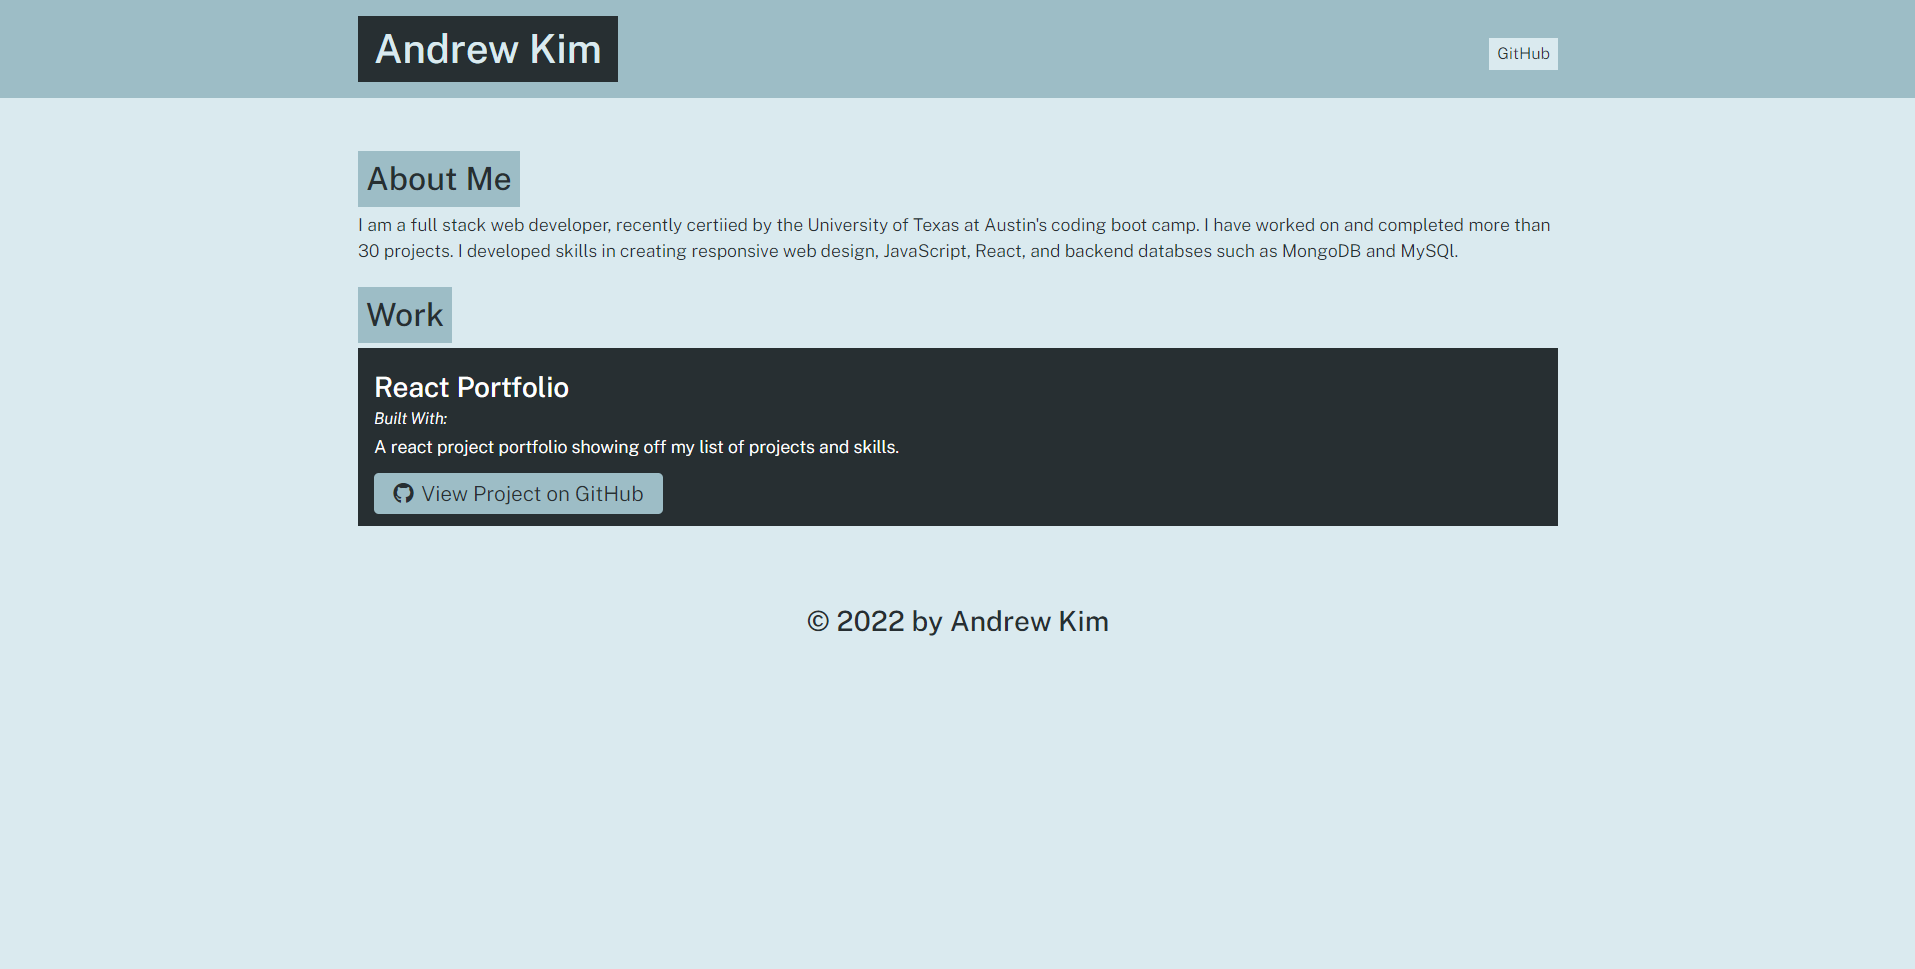 Andrew Kim
GitHub
About Me
I am a full stack web developer, recently certiied by the University of Texas at Austin's coding boot camp. I have worked on and completed more than
30 projects. I developed skills in creating responsive web design, JavaScript, React, and backend databses such as MongoDB and MySQl.
Work
React Portfolio
Built With:
A react project portfolio showing off my list of projects and skills.
View Project on GitHub
© 2022 by Andrew Kim